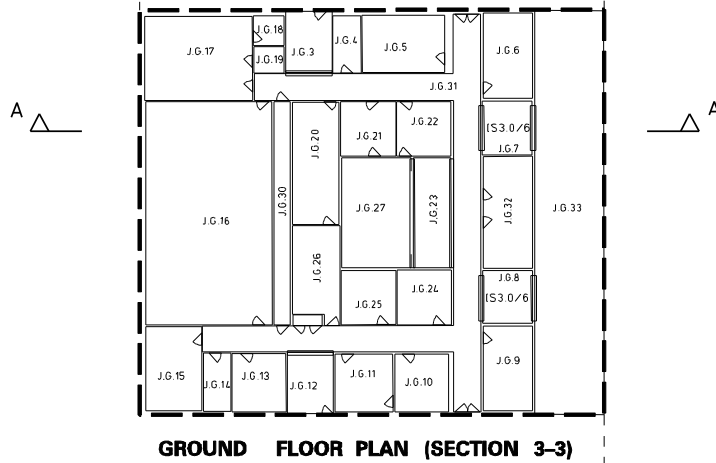 J.G.18
J.G.17
J.G.3
J.G.4
J.G.5
J.G.6
J.G.19
J.G.31
A
A
J.G.20
J.G.21
J.G.22
(S3.0/6
J.G.7
J.G.16
J.G.30
J.G.27
J.G.23
J.G.32
J.G.33
J.G.26
J.G.25
J.G.24
J.G.8
(S3.0/6
J.G.15
J.G.14
J.G.13
J.G.12
J.G.11
J.G.10
J.G.9
GROUND FLOOR PLAN (SECTION 3–3)